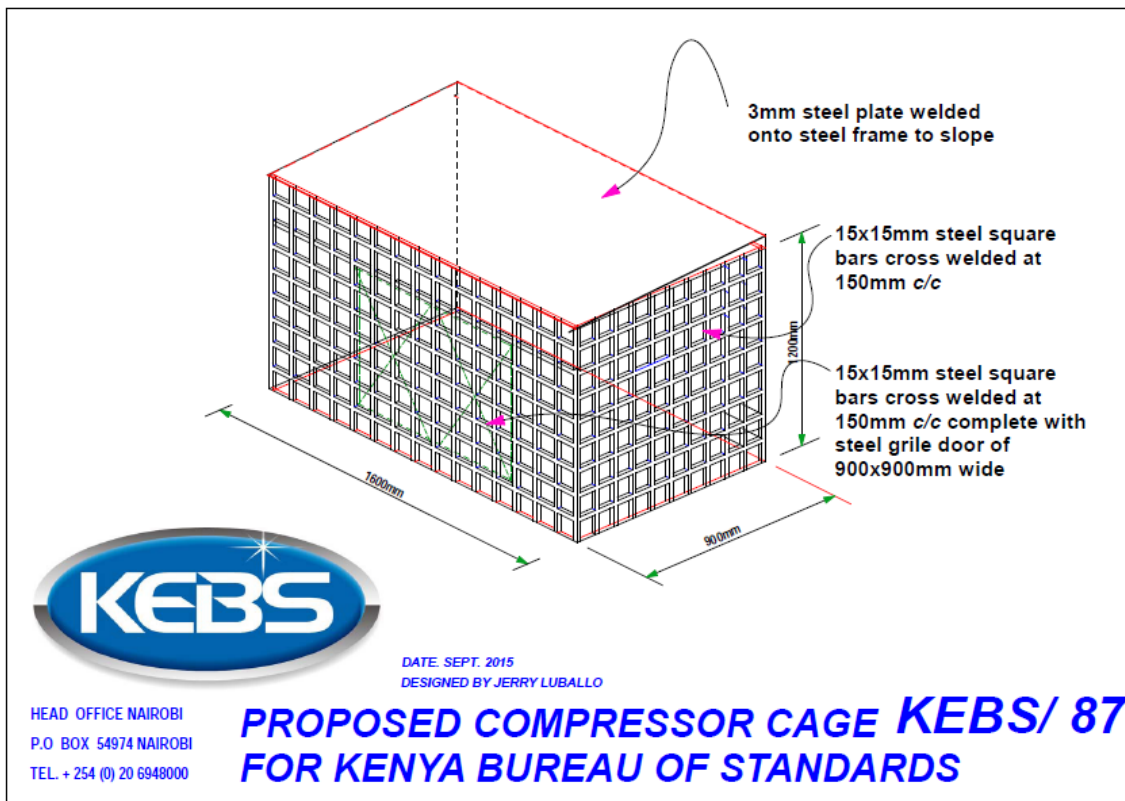 3mm steel plate welded
onto steel frame to slope
15x15mm steel square
bars cross welded at
150mm c/c
1200mm
15x15mm steel square
bars cross welded at
150mm c/c complete with
steel grile door of
900x900mm wide
1600mm
900mm
KEBS
DATE. SEPT. 2015
DESIGNED BY JERRY LUBALLO
HEAD OFFICE NAIROBI
P.O BOX 54974 NAIROBI
TEL. + 254 (0) 20 6948000
PROPOSED COMPRESSOR CAGE KEBS/ 87
FOR KENYA BUREAU OF STANDARDS